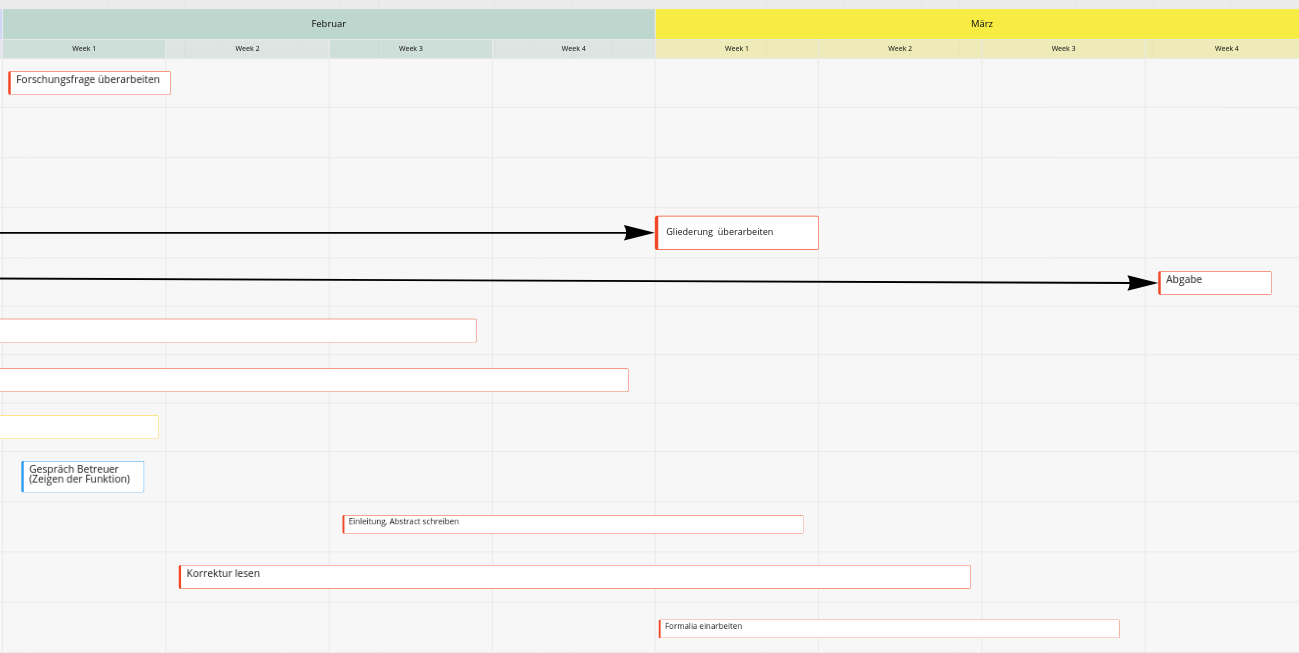 Februar
März
Week 1
Week 2
Week 3
Week 4
Week 1
Week 2
Week 3
Week 4
Forschungsfrage überarbeiten
Gliederung überarbeiten
Abgabe
Gespräch Betreuer
(Zeigen der Funktion)
Einleitung, Abstract schreiben
Korrektur lesen
Formalia einarbeiten